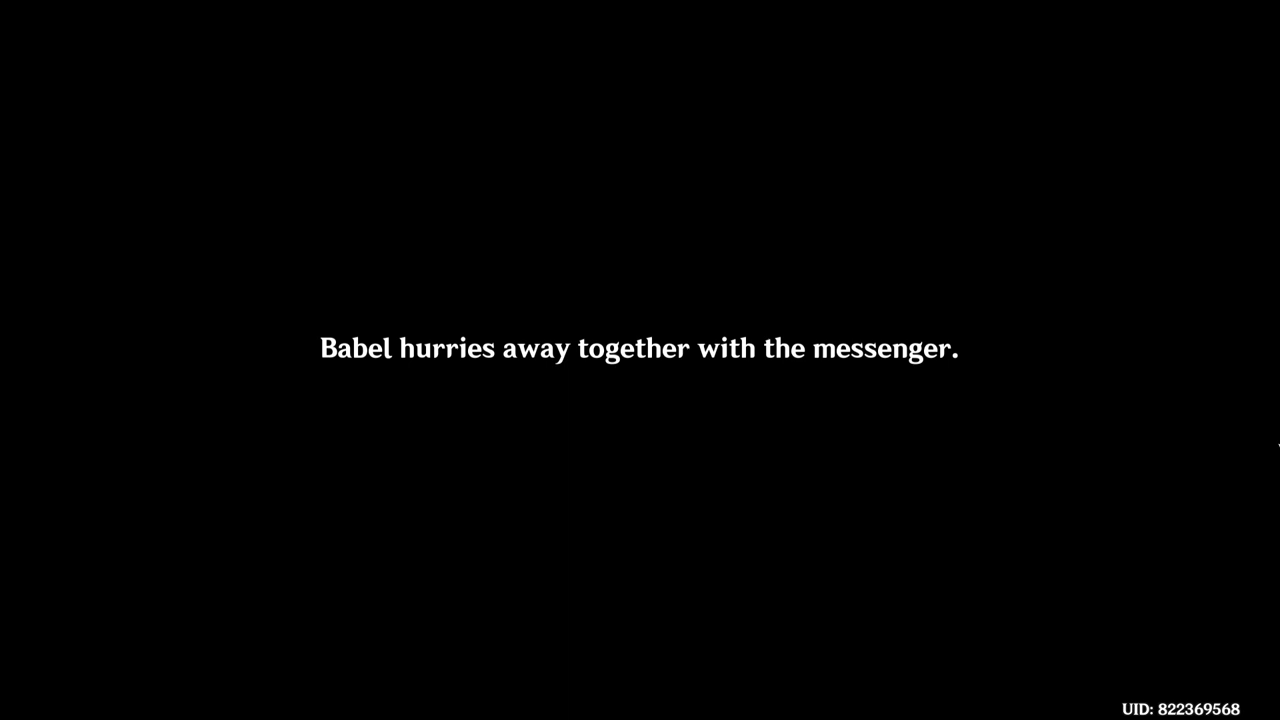 Babel hurries away together with the messenger.
UID: 822369568